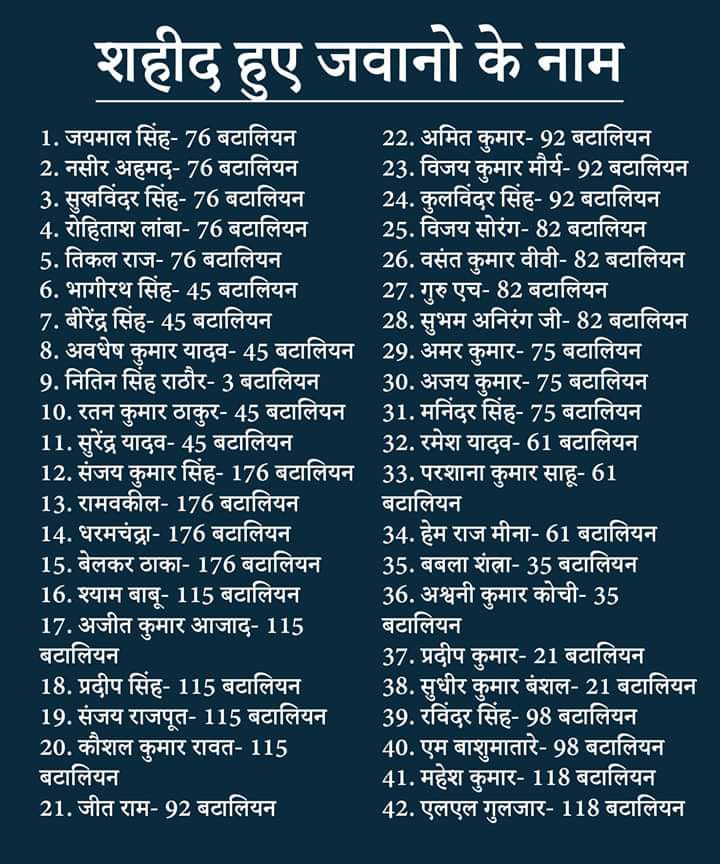 शहीद हुए जवानो के नाम
1. जयमाल सिंह- 76 बटालियन
2. नसीर अहमद- 76 बटालियन
3. सुखविंदर सिंह- 76 बटालियन
4. रोहिताश लांबा- 76 बटालियन
5. तिकल राज- 76 बटालियन
6. भागीरथ सिंह- 45 बटालियन
7. बीरेंद्र सिंह- 45 बटालियन
8. अवधेष कुमार यादव- 45 बटालियन
9. नितिन सिंह राठौर- 3 बटालियन
10. रतन कुमार ठाकुर- 45 बटालियन
11. सुरेंद्र यादव- 45 बटालियन
12. संजय कुमार सिंह- 176 बटालियन
13. रामवकील- 176 बटालियन
14. धरमचंद्रा- 176 बटालियन
15. बेलकर ठाका- 176 बटालियन
16. श्याम बाबू- 115 बटालियन
17. अजीत कुमार आजाद- 115
बटालियन
18. प्रदीप सिंह- 115 बटालियन
19. संजय राजपूत- 115 बटालियन
20. कौशल कुमार रावत- 115
बटालियन
21. जीत राम- 92 बटालियन
22. अमित कुमार- 92 बटालियन
23. विजय कुमार मौर्य- 92 बटालियन
24. कुलविंदर सिंह- 92 बटालियन
25. विजय सोरंग- 82 बटालियन
26. वसंत कुमार वीवी- 82 बटालियन
27. गुरु एच- 82 बटालियन
28. सुभम अनिरंग जी- 82 बटालियन
29. अमर कुमार- 75 बटालियन
30. अजय कुमार- 75 बटालियन
31. मनिंदर सिंह- 75 बटालियन
32. रमेश यादव- 61 बटालियन
33. परशाना कुमार साहू- 61
बटालियन
34. हेम राज मीना- 61 बटालियन
35. बबला शंत्रा- 35 बटालियन
36. अश्वनी कुमार कोची- 35
बटालियन
37. प्रदीप कुमार- 21 बटालियन
38. सुधीर कुमार बंशल- 21 बटालियन
39. रविंदर सिंह- 98 बटालियन
40. एम बाशुमातारे- 98 बटालियन
41. महेश कुमार- 118 बटालियन
42. एलएल गुलजार- 118 बटालियन